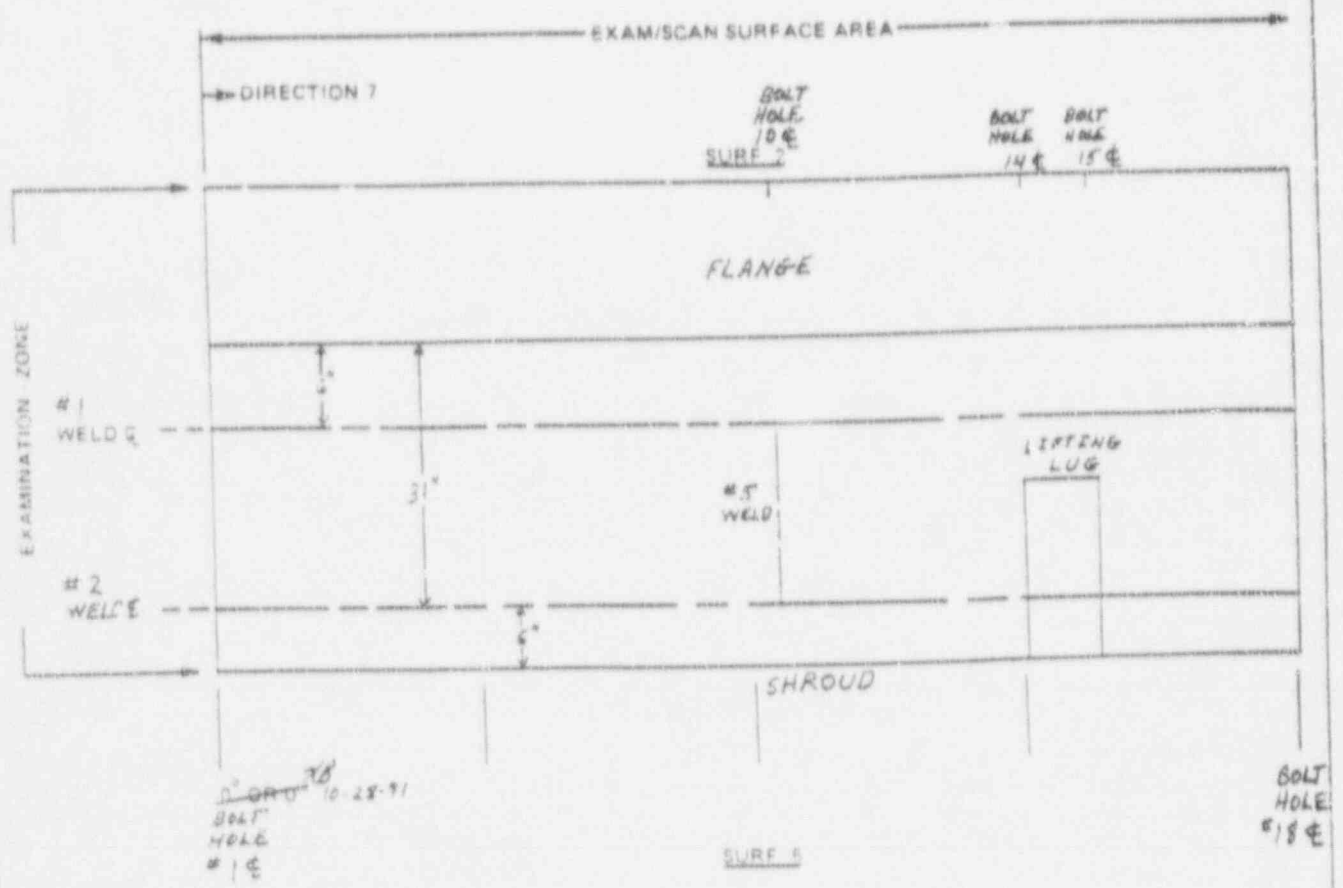 EXAM/SCAN SURFACE AREA
DIRECTION 7
BOLT
HOLE
10 ℄
SURF 2
BOLT
HOLE
14 ℄
BOLT
HOLE
15 ℄
FLANGE
EXAMINATION ZONE
#1
WELD ℄
31"
#5
WELD
LIFTING
LUG
#2
WELD ℄
6"
SHROUD
10-28-91
BOLT
HOLE
#1 ℄
SURF 5
BOLT
HOLE
#18 ℄